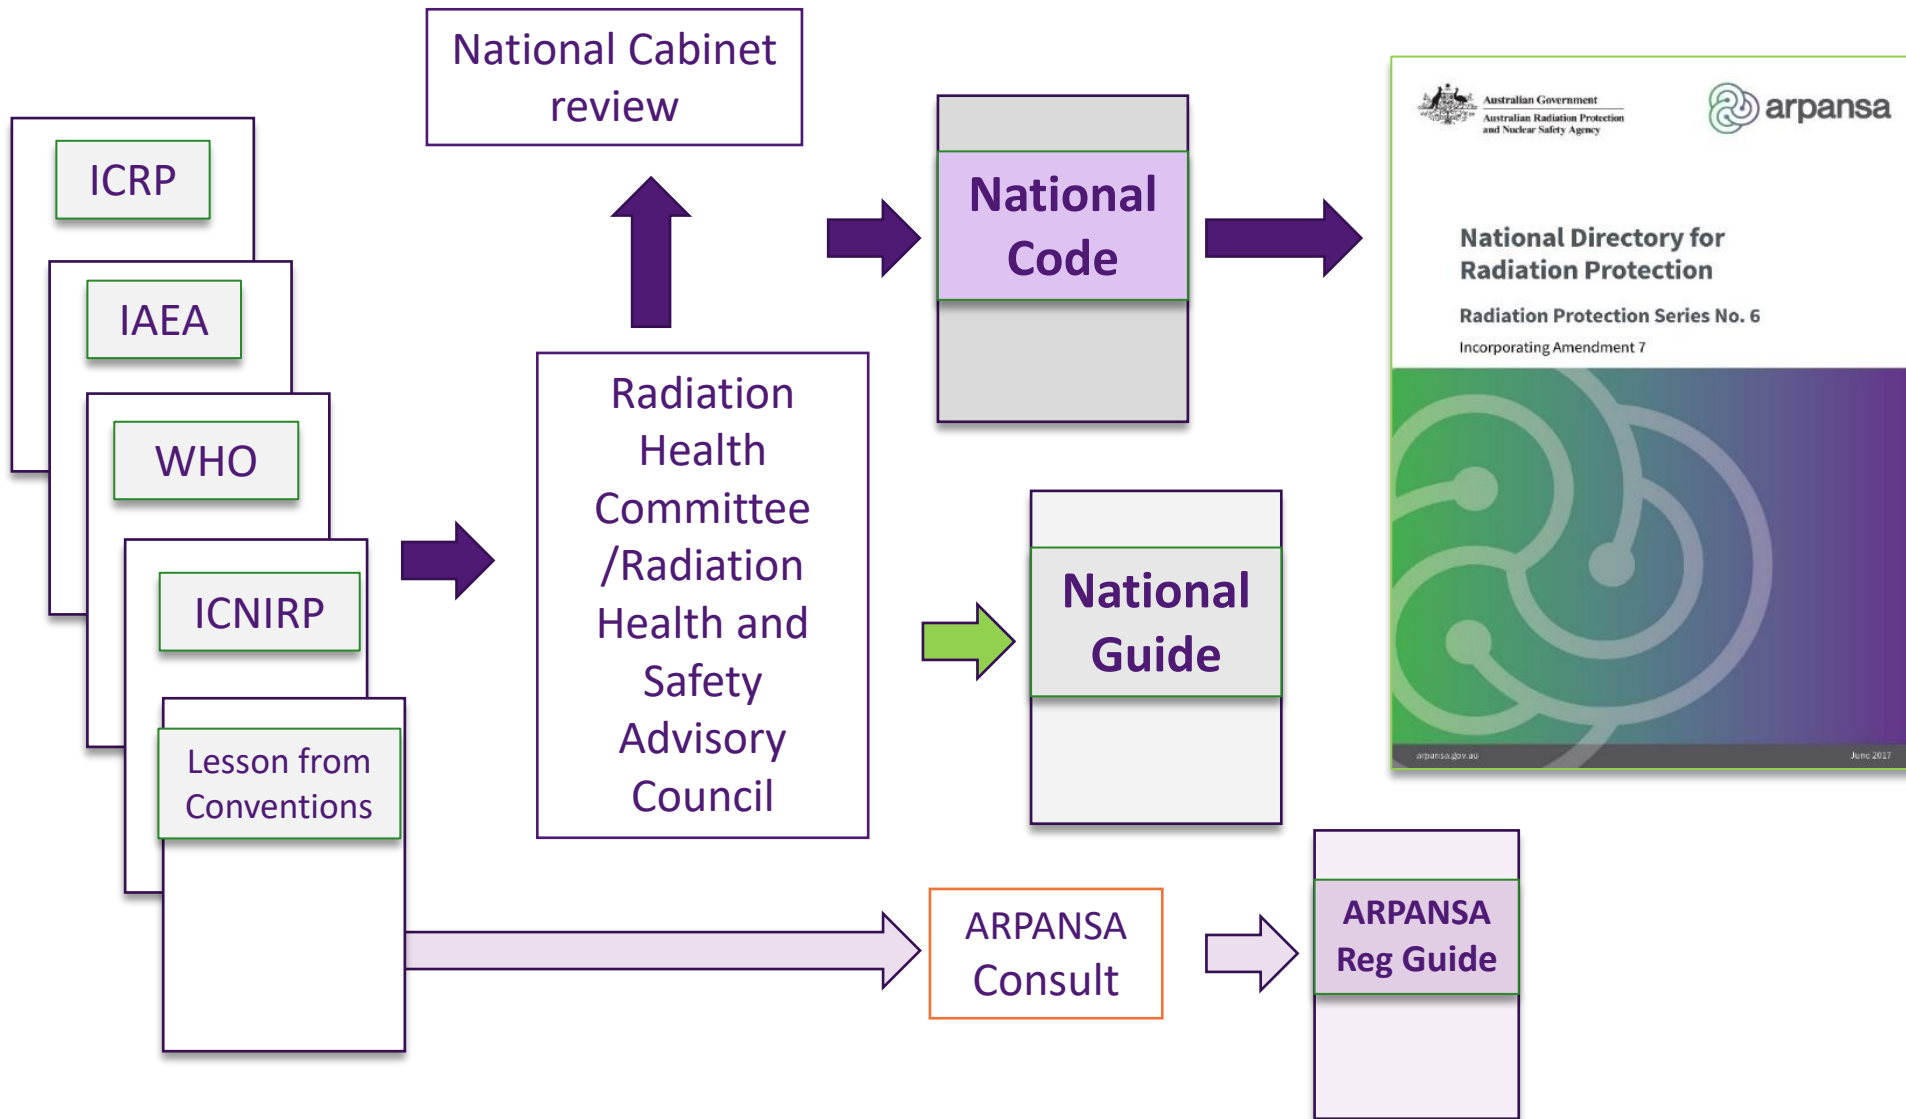 National Cabinet
review
ICRP
IAEA
WHO
ICNIRP
Lesson from
Conventions
Radiation
Health
Committee
/Radiation
Health and
Safety
Advisory
Council
National
Code
National
Guide
ARPANSA
Consult
ARPANSA
Reg Guide
Australian Government
Australian Radiation Protection
and Nuclear Safety Agency
arpansa
National Directory for
Radiation Protection
Radiation Protection Series No. 6
Incorporating Amendment 7
arpansa.gov.au
June 2017